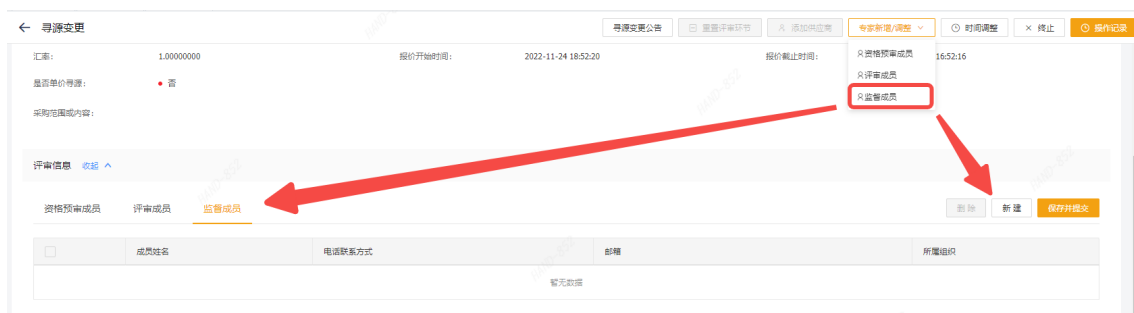 ← 寻源变更 寻源变更公告 重置评审环节 添加供应商 专家新增/调整 时间调整 × 终止 操作记录
汇率： 1.00000000 报价开始时间： 2022-11-24 18:52:20 报价截止时间： 16:52:16
资格预审成员
评审成员
监督成员
是否单价寻源： 否
采购范围或内容：
评审信息 收起
资格预审成员 评审成员 监督成员 删除 新建 保存并提交
成员姓名 电话联系方式 邮箱 所属组织
暂无数据